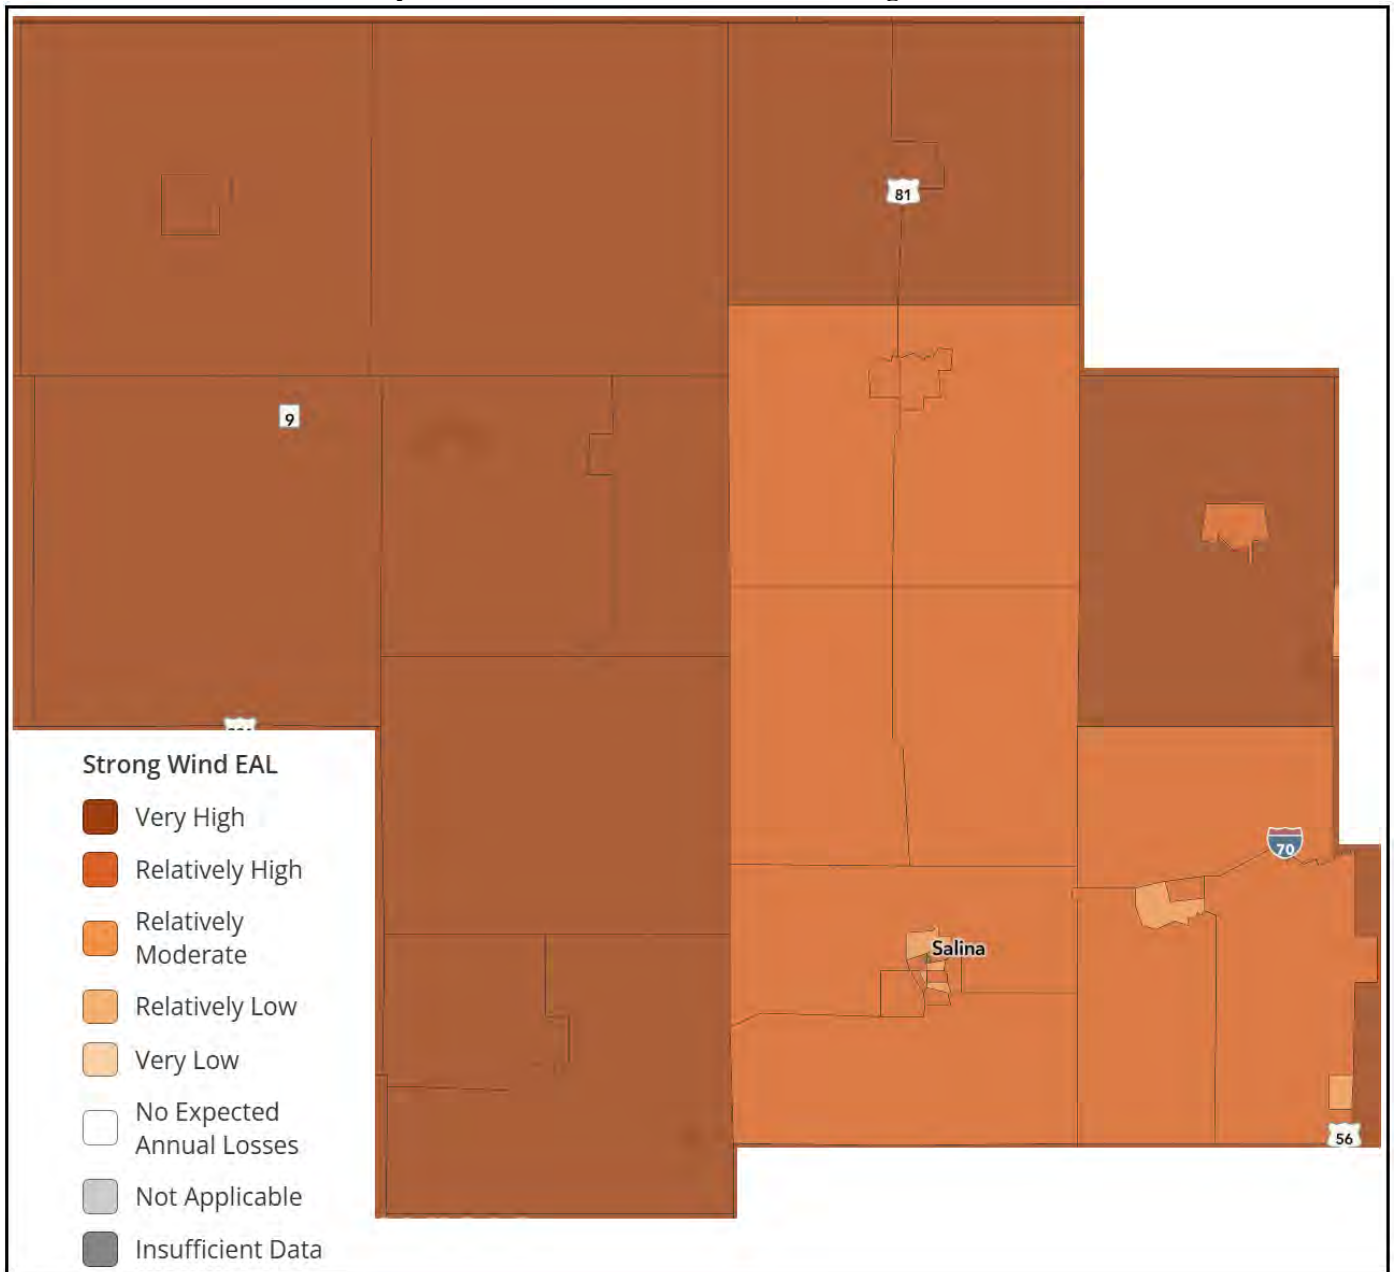 81
9
70
Salina
56
Strong Wind EAL
Very High
Relatively High
Relatively
Moderate
Relatively Low
Very Low
No Expected
Annual Losses
Not Applicable
Insufficient Data